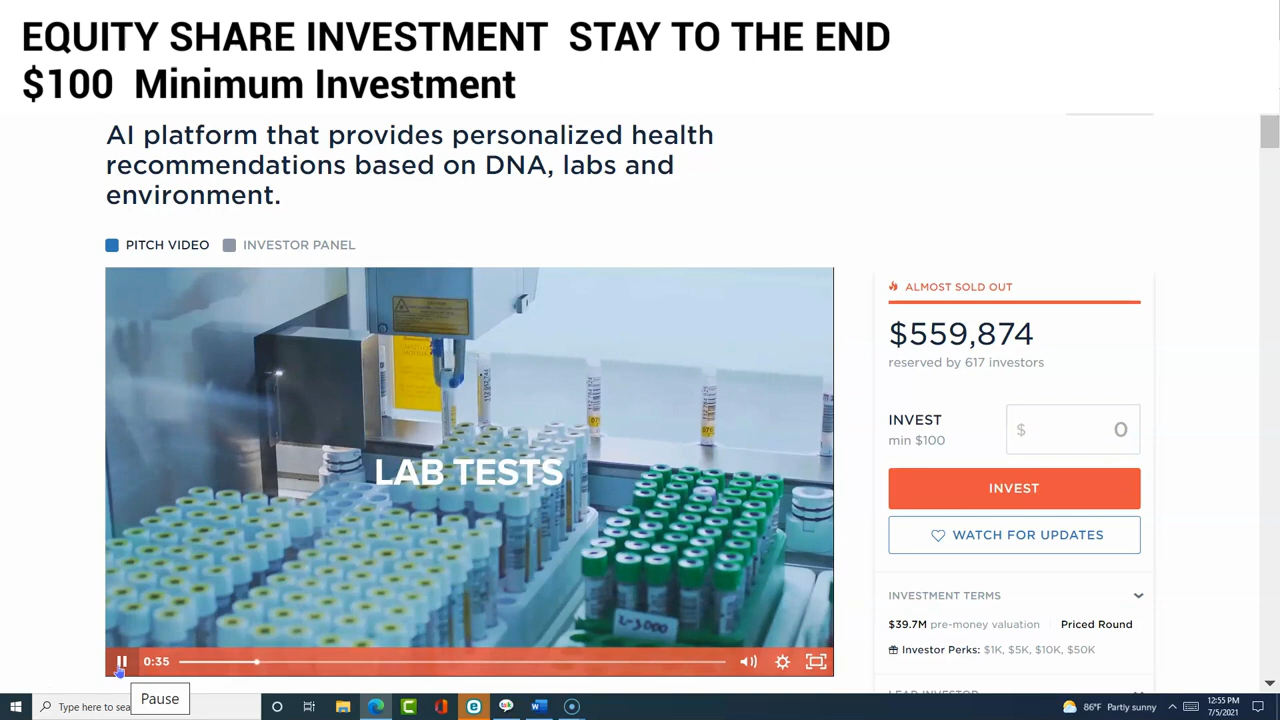 EQUITY SHARE INVESTMENT STAY TO THE END
$100 Minimum Investment
AI platform that provides personalized health
recommendations based on DNA, labs and
environment.
PITCH VIDEO INVESTOR PANEL
LAB TESTS
2-3000
0:35
Pause
ALMOST SOLD OUT
$559,874
reserved by 617 investors
INVEST
min $100
$ 0
INVEST
WATCH FOR UPDATES
INVESTMENT TERMS
$39.7M pre-money valuation Priced Round
Investor Perks: $1K, $5K, $10K, $50K
LEAD INVESTOR
Type here to sea
86°F Partly sunny
12:55 PM
7/5/2021